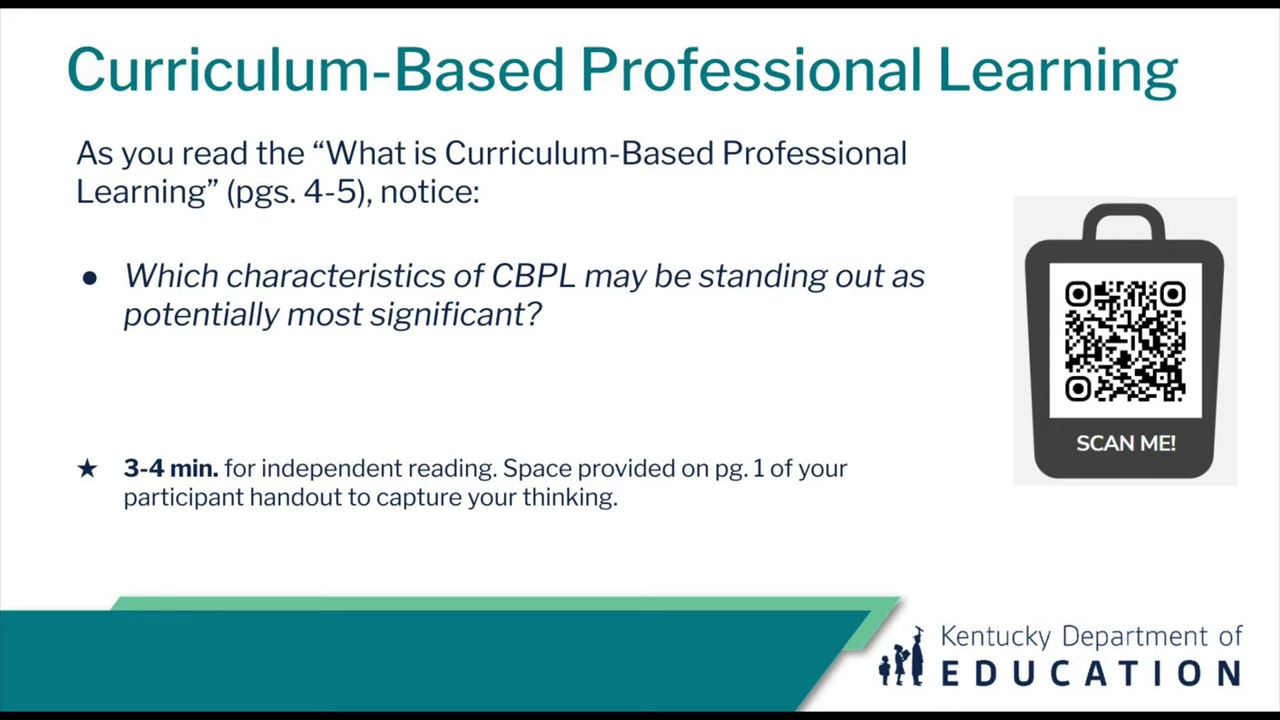 Curriculum-Based Professional Learning
As you read the “What is Curriculum-Based Professional
Learning” (pgs. 4-5), notice:
● Which characteristics of CBPL may be standing out as
potentially most significant?
★ 3-4 min. for independent reading. Space provided on pg. 1 of your
participant handout to capture your thinking.
SCAN ME!
Kentucky Department of
EDUCATION